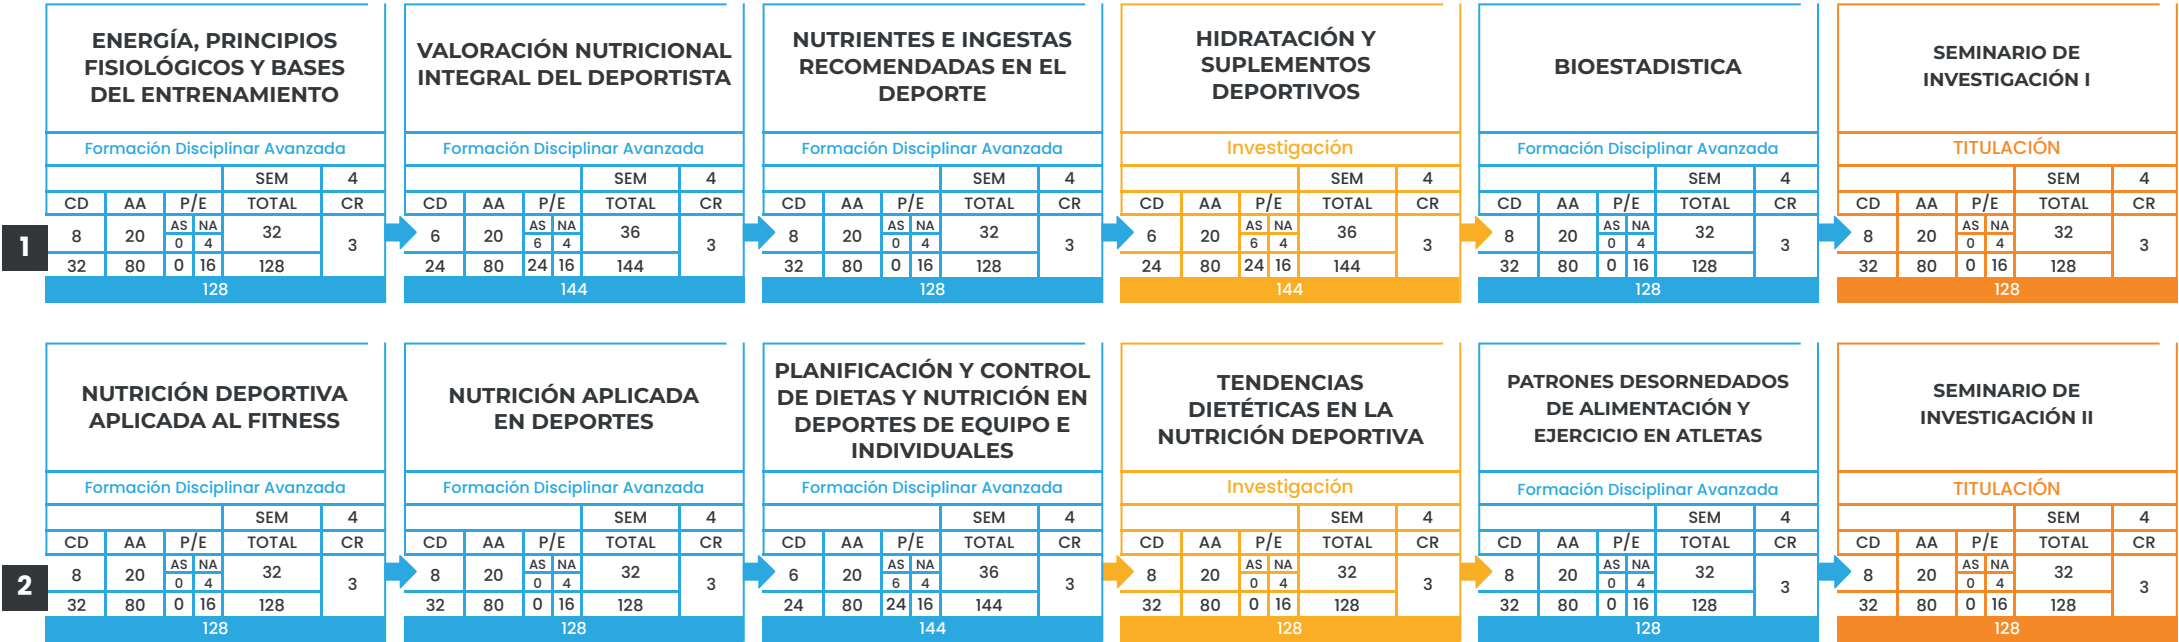 1
ENERGÍA, PRINCIPIOS
FISIOLÓGICOS Y BASES
DEL ENTRENAMIENTO
Formación Disciplinar Avanzada
SEM 4
CD AA P/E TOTAL CR
8 20 AS NA 32 3
0 4
32 80 0 16 128
128
VALORACIÓN NUTRICIONAL
INTEGRAL DEL DEPORTISTA
Formación Disciplinar Avanzada
SEM 4
CD AA P/E TOTAL CR
6 20 AS NA 36 3
6 4
24 80 24 16 144
144
NUTRIENTES E INGESTAS
RECOMENDADAS EN EL
DEPORTE
Formación Disciplinar Avanzada
SEM 4
CD AA P/E TOTAL CR
8 20 AS NA 32 3
0 4
32 80 0 16 128
128
HIDRATACIÓN Y
SUPLEMENTOS
DEPORTIVOS
Investigación
SEM 4
CD AA P/E TOTAL CR
6 20 AS NA 36 3
6 4
24 80 24 16 144
144
BIOESTADISTICA
Formación Disciplinar Avanzada
SEM 4
CD AA P/E TOTAL CR
8 20 AS NA 32 3
0 4
32 80 0 16 128
128
SEMINARIO DE
INVESTIGACIÓN I
TITULACIÓN
SEM 4
CD AA P/E TOTAL CR
8 20 AS NA 32 3
0 4
32 80 0 16 128
128
2
NUTRICIÓN DEPORTIVA
APLICADA AL FITNESS
Formación Disciplinar Avanzada
SEM 4
CD AA P/E TOTAL CR
8 20 AS NA 32 3
0 4
32 80 0 16 128
128
NUTRICIÓN APLICADA
EN DEPORTES
Formación Disciplinar Avanzada
SEM 4
CD AA P/E TOTAL CR
8 20 AS NA 32 3
0 4
32 80 0 16 128
128
PLANIFICACIÓN Y CONTROL
DE DIETAS Y NUTRICIÓN EN
DEPORTES DE EQUIPO E
INDIVIDUALES
Formación Disciplinar Avanzada
SEM 4
CD AA P/E TOTAL CR
6 20 AS NA 36 3
6 4
24 80 24 16 144
144
TENDENCIAS
DIETÉTICAS EN LA
NUTRICIÓN DEPORTIVA
Investigación
SEM 4
CD AA P/E TOTAL CR
8 20 AS NA 32 3
0 4
32 80 0 16 128
128
PATRONES DESORNEDADOS
DE ALIMENTACIÓN Y
EJERCICIO EN ATLETAS
Formación Disciplinar Avanzada
SEM 4
CD AA P/E TOTAL CR
8 20 AS NA 32 3
0 4
32 80 0 16 128
128
SEMINARIO DE
INVESTIGACIÓN II
TITULACIÓN
SEM 4
CD AA P/E TOTAL CR
8 20 AS NA 32 3
0 4
32 80 0 16 128
128